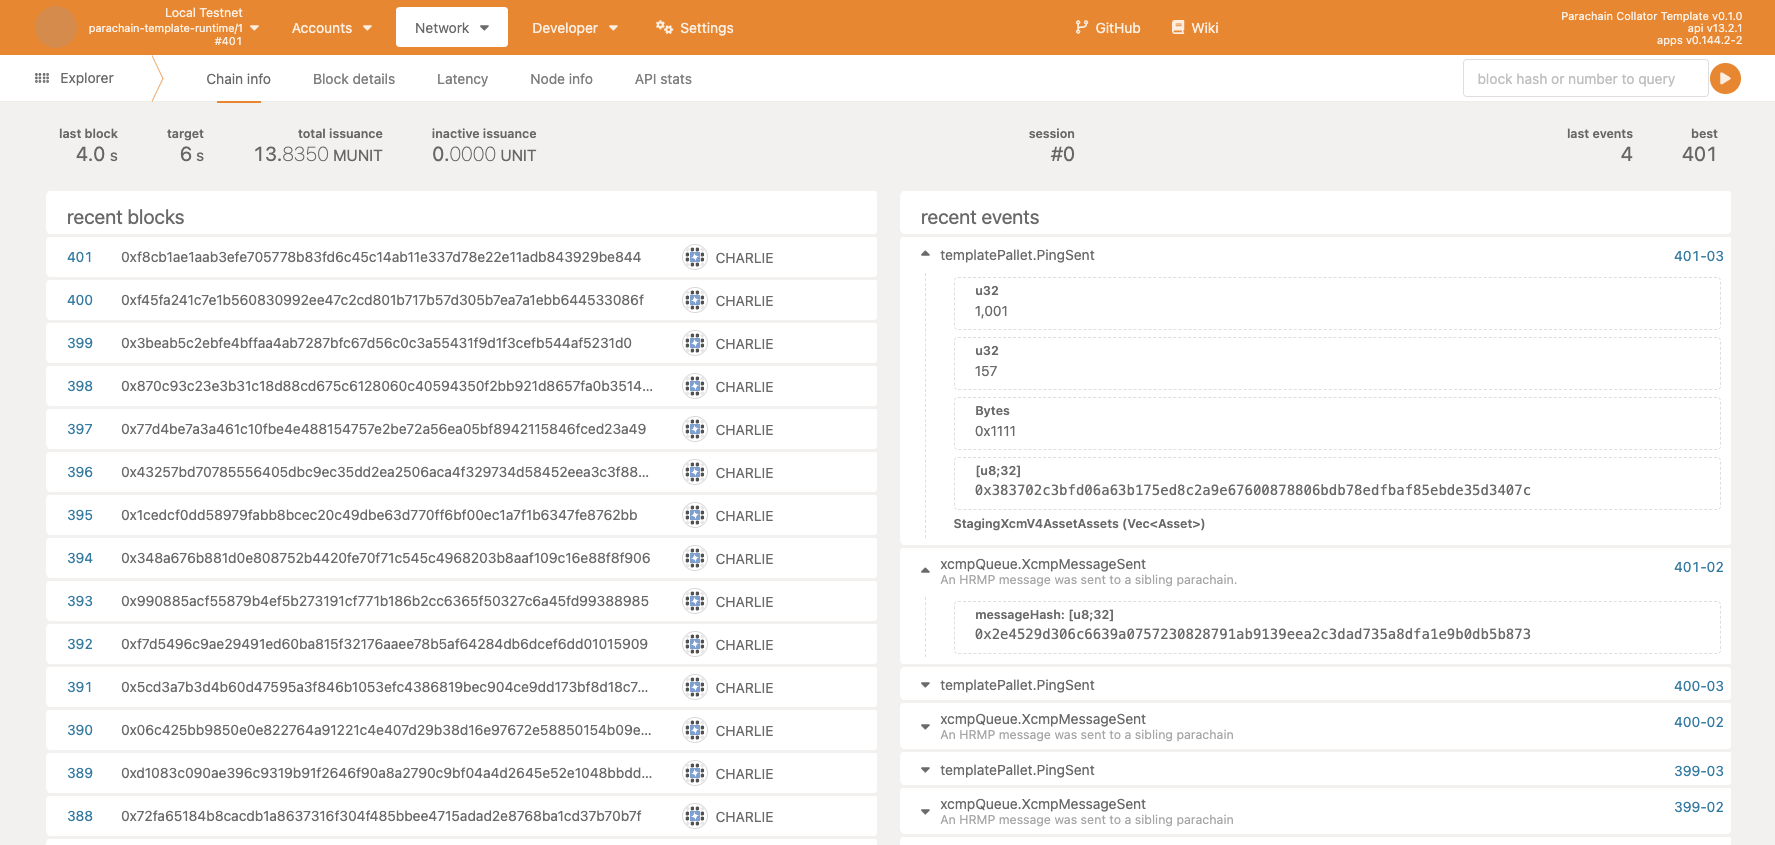 Local Testnet
parachain-template-runtime/1
#401
Accounts
Network
Developer
Settings
GitHub
Wiki
Parachain Collator Template v0.1.0
api v13.2.1
apps v0.144.2-2
Explorer
Chain info
Block details
Latency
Node info
API stats
block hash or number to query
last block
4.0 s
target
6 s
total issuance
13.8350 MUNIT
inactive issuance
0.0000 UNIT
session
#0
last events
4
best
401
recent blocks
401 0xf8cb1ae1aab3efe705778b83fd6c45c14ab11e337d78e22e11adb843929be844 CHARLIE
400 0xf45fa241c7e1b560830992ee47c2cd801b717b57d305b7ea7a1ebb644533086f CHARLIE
399 0x3beab5c2ebfe4bffaa4ab7287bfc67d56c0c3a55431f9d1f3cefb544af5231d0 CHARLIE
398 0x870c93c23e3b31c18d88cd675c6128060c40594350f2bb921d8657fa0b3514... CHARLIE
397 0x77d4be7a3a461c10fbe4e488154757e2be72a56ea05bf8942115846fced23a49 CHARLIE
396 0x43257bd70785556405dbc9ec35dd2ea2506aca4f329734d58452eea3c3f88... CHARLIE
395 0x1cedcf0dd58979fabb8bcec20c49dbe63d770ff6bf00ec1a7f1b6347fe8762bb CHARLIE
394 0x348a676b881d0e808752b4420fe70f71c545c4968203b8aaf109c16e88f8f906 CHARLIE
393 0x990885acf55879b4ef5b273191cf771b186b2cc6365f50327c6a45fd99388985 CHARLIE
392 0xf7d5496c9ae29491ed60ba815f32176aaee78b5af64284db6dcef6dd01015909 CHARLIE
391 0x5cd3a7b3d4b60d47595a3f846b1053efc4386819bec904ce9dd173bf8d18c7... CHARLIE
390 0x06c425bb9850e0e822764a91221c4e407d29b38d16e97672e58850154b09e... CHARLIE
389 0xd1083c090ae396c9319b91f2646f90a8a2790c9bf04a4d2645e52e1048bbdd... CHARLIE
388 0x72fa65184b8cacdb1a8637316f304f485bbee4715adad2e8768ba1cd37b70b7f CHARLIE
recent events
templatePallet.PingSent 401-03
u32
1,001
u32
157
Bytes
0x1111
[u8;32]
0x383702c3bfd06a63b175ed8c2a9e67600878806bdb78edfbaf85ebde35d3407c
StagingXcmV4AssetAssets (Vec<Asset>)
xcmpQueue.XcmpMessageSent 401-02
An HRMP message was sent to a sibling parachain.
messageHash: [u8;32]
0x2e4529d306c6639a0757230828791ab9139eea2c3dad735a8dfa1e9b0db5b873
templatePallet.PingSent 400-03
xcmpQueue.XcmpMessageSent 400-02
An HRMP message was sent to a sibling parachain
templatePallet.PingSent 399-03
xcmpQueue.XcmpMessageSent 399-02
An HRMP message was sent to a sibling parachain